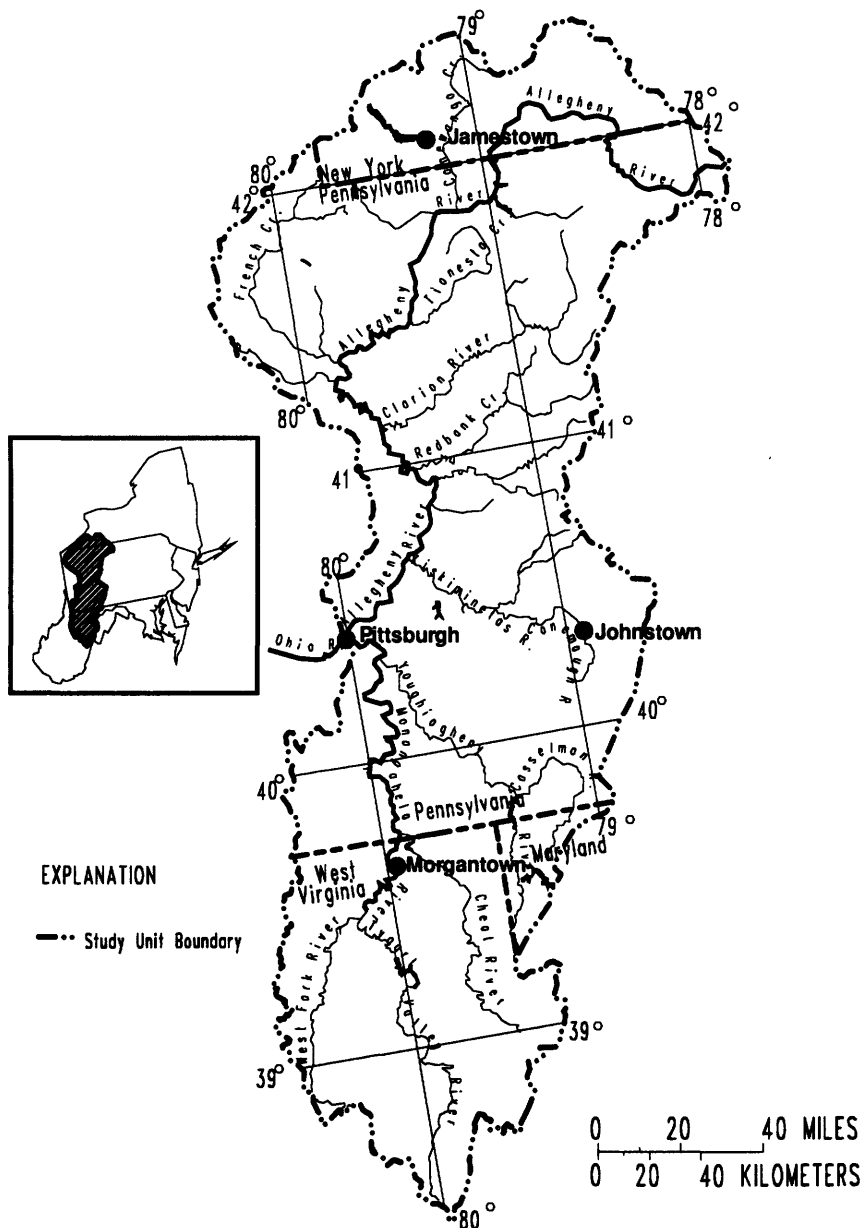 79°
78°
42°
Allegheny
Conewango Cr.
Jamestown
80°
42°
New York
Pennsylvania
River
River
78°
French C.
Tionesta Cr.
Allegheny
Clarion River
80°
Redbank Cr.
41°
41
80°
Allegheny River
Kiskiminitas R.
Ohio R.
Pittsburgh
Conemaugh R.
Johnstown
Youghiogheny
Monongahela
40°
40°
Casselman
Pennsylvania
79°
River
Maryland
West
Virginia
Morgantown
River
EXPLANATION
Study Unit Boundary
West Fork River
Cheat River
Tygart Valley River
39°
39°
0 20 40 MILES
0 20 40 KILOMETERS
80°